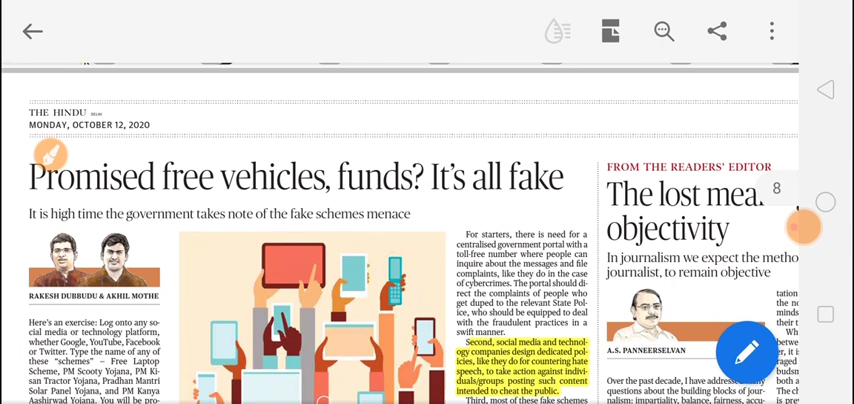 THE HINDU DELHI
MONDAY, OCTOBER 12, 2020
Promised free vehicles, funds? It's all fake
It is high time the government takes note of the fake schemes menace
RAKESH DUBBUDU & AKHIL MOTHE
Here's an exercise: Log onto any so-
cial media or technology platform,
whether Google, YouTube, Facebook
or Twitter. Type the name of any of
these "schemes" – Free Laptop
Scheme, PM Scooty Yojana, PM Ki-
san Tractor Yojana, Pradhan Mantri
Solar Panel Yojana, and PM Kanya
Aashirwad Yojana. You will be pro-
For starters, there is need for a
centralised government portal with a
toll-free number where people can
inquire about the messages and file
complaints, like they do in the case
of cybercrimes. The portal should di-
rect the complaints of people who
get duped to the relevant State Pol-
ice, who should be equipped to deal
with the fraudulent practices in a
swift manner.
Second, social media and technol-
ogy companies design dedicated pol-
icies, like they do for countering hate
speech, to take action against indivi-
duals/groups posting such content
intended to cheat the public.
Third, most of these fake schemes
FROM THE READERS' EDITOR
8
The lost
objectivity
In journalism we expect the
journalist, to remain objective
A.S. PANNEERSELVAN
Over the past decade, I have
questions about the building blocks of jour-
nalism: impartiality, balance, fairness,